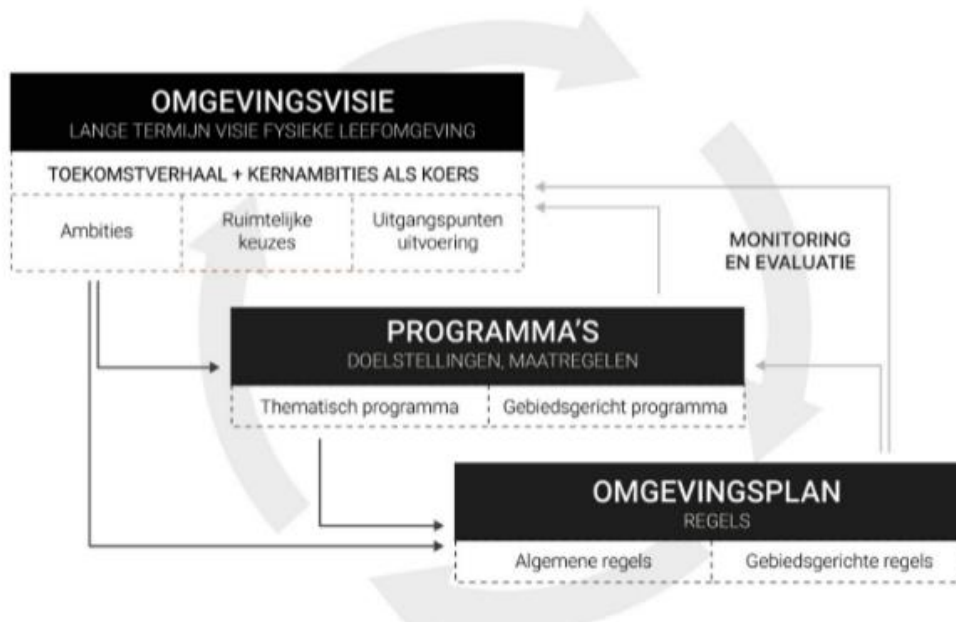 OMGEVINGSVISIE
LANGE TERMIJN VISIE FYSIEKE LEEFOMGEVING
TOEKOMSTVERHAAL + KERNAMBITIES ALS KOERS
Ambities
Ruimtelijke
keuzes
Uitgangspunten
uitvoering
MONITORING
EN EVALUATIE
PROGRAMMA'S
DOELSTELLINGEN, MAATREGELEN
Thematisch programma
Gebiedsgericht programma
OMGEVINGSPLAN
REGELS
Algemene regels
Gebiedsgerichte regels